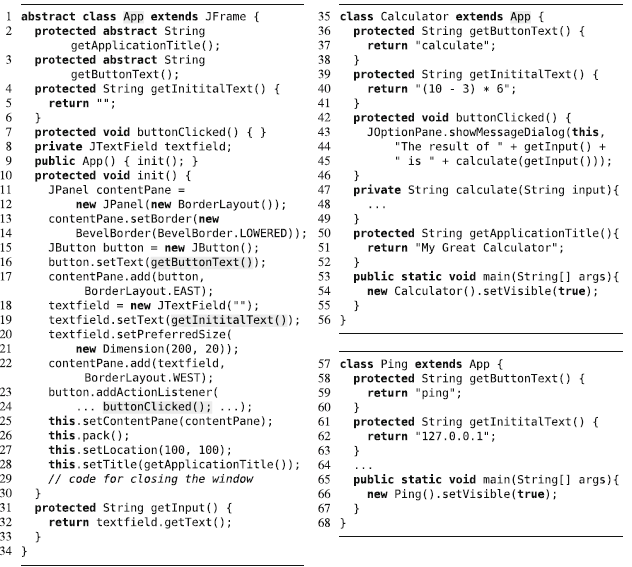 1 abstract class App extends JFrame {
2 protected abstract String
getApplicationTitle();
3 protected abstract String
getButtonText();
4 protected String getInititalText() {
5 return "";
6 }
7 protected void buttonClicked() { }
8 private JTextField textfield;
9 public App() { init(); }
10 protected void init() {
11 JPanel contentPane =
12 new JPanel(new BorderLayout());
13 contentPane.setBorder(new
14 BevelBorder(BevelBorder.LOWERED));
15 JButton button = new JButton();
16 button.setText(getButtonText());
17 contentPane.add(button,
BorderLayout.EAST);
18 textfield = new JTextField("");
19 textfield.setText(getInititalText());
20 textfield.setPreferredSize(
21 new Dimension(200, 20));
22 contentPane.add(textfield,
BorderLayout.WEST);
23 button.addActionListener(
24 ... buttonClicked(); ...);
25 this.setContentPane(contentPane);
26 this.pack();
27 this.setLocation(100, 100);
28 this.setTitle(getApplicationTitle());
29 // code for closing the window
30 }
31 protected String getInput() {
32 return textfield.getText();
33 }
34 }
35 class Calculator extends App {
36 protected String getButtonText() {
37 return "calculate";
38 }
39 protected String getInititalText() {
40 return "(10 - 3) * 6";
41 }
42 protected void buttonClicked() {
43 JOptionPane.showMessageDialog(this,
44 "The result of " + getInput() +
45 " is " + calculate(getInput()));
46 }
47 private String calculate(String input){
48 ...
49 }
50 protected String getApplicationTitle(){
51 return "My Great Calculator";
52 }
53 public static void main(String[] args){
54 new Calculator().setVisible(true);
55 }
56 }
57 class Ping extends App {
58 protected String getButtonText() {
59 return "ping";
60 }
61 protected String getInititalText() {
62 return "127.0.0.1";
63 }
64 ...
65 public static void main(String[] args){
66 new Ping().setVisible(true);
67 }
68 }